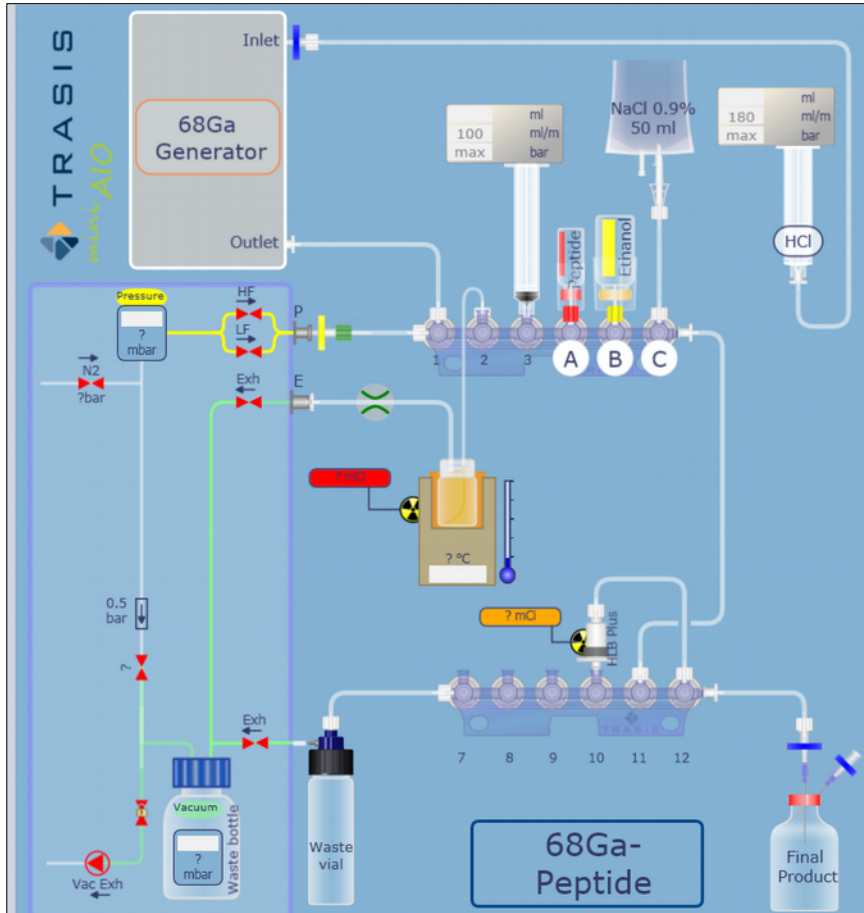 TRASIS
mini AIO
Inlet
68Ga
Generator
Outlet
ml
100 ml/m
max bar
NaCl 0.9%
50 ml
ml
180 ml/m
max bar
HCl
Peptide
Ethanol
Pressure
?
mbar
HF
LF
P
N2
?bar
Exh
E
1
2
3
A
B
C
? mCi
? °C
0.5
bar
?
? mCi
HLB Plus
TRASIS
7
8
9
10
11
12
Exh
Vacuum
?
mbar
Waste bottle
Vac Exh
Waste
vial
68Ga-
Peptide
Final
Product